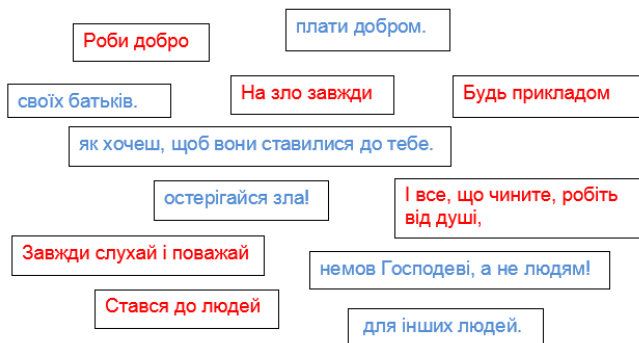 плати добром.
Роби добро
своїх батьків.
На зло завжди
Будь прикладом
як хочеш, щоб вони ставилися до тебе.
остерігайся зла!
І все, що чините, робіть
від душі,
Завжди слухай і поважай
немов Господеві, а не людям!
Стався до людей
для інших людей.